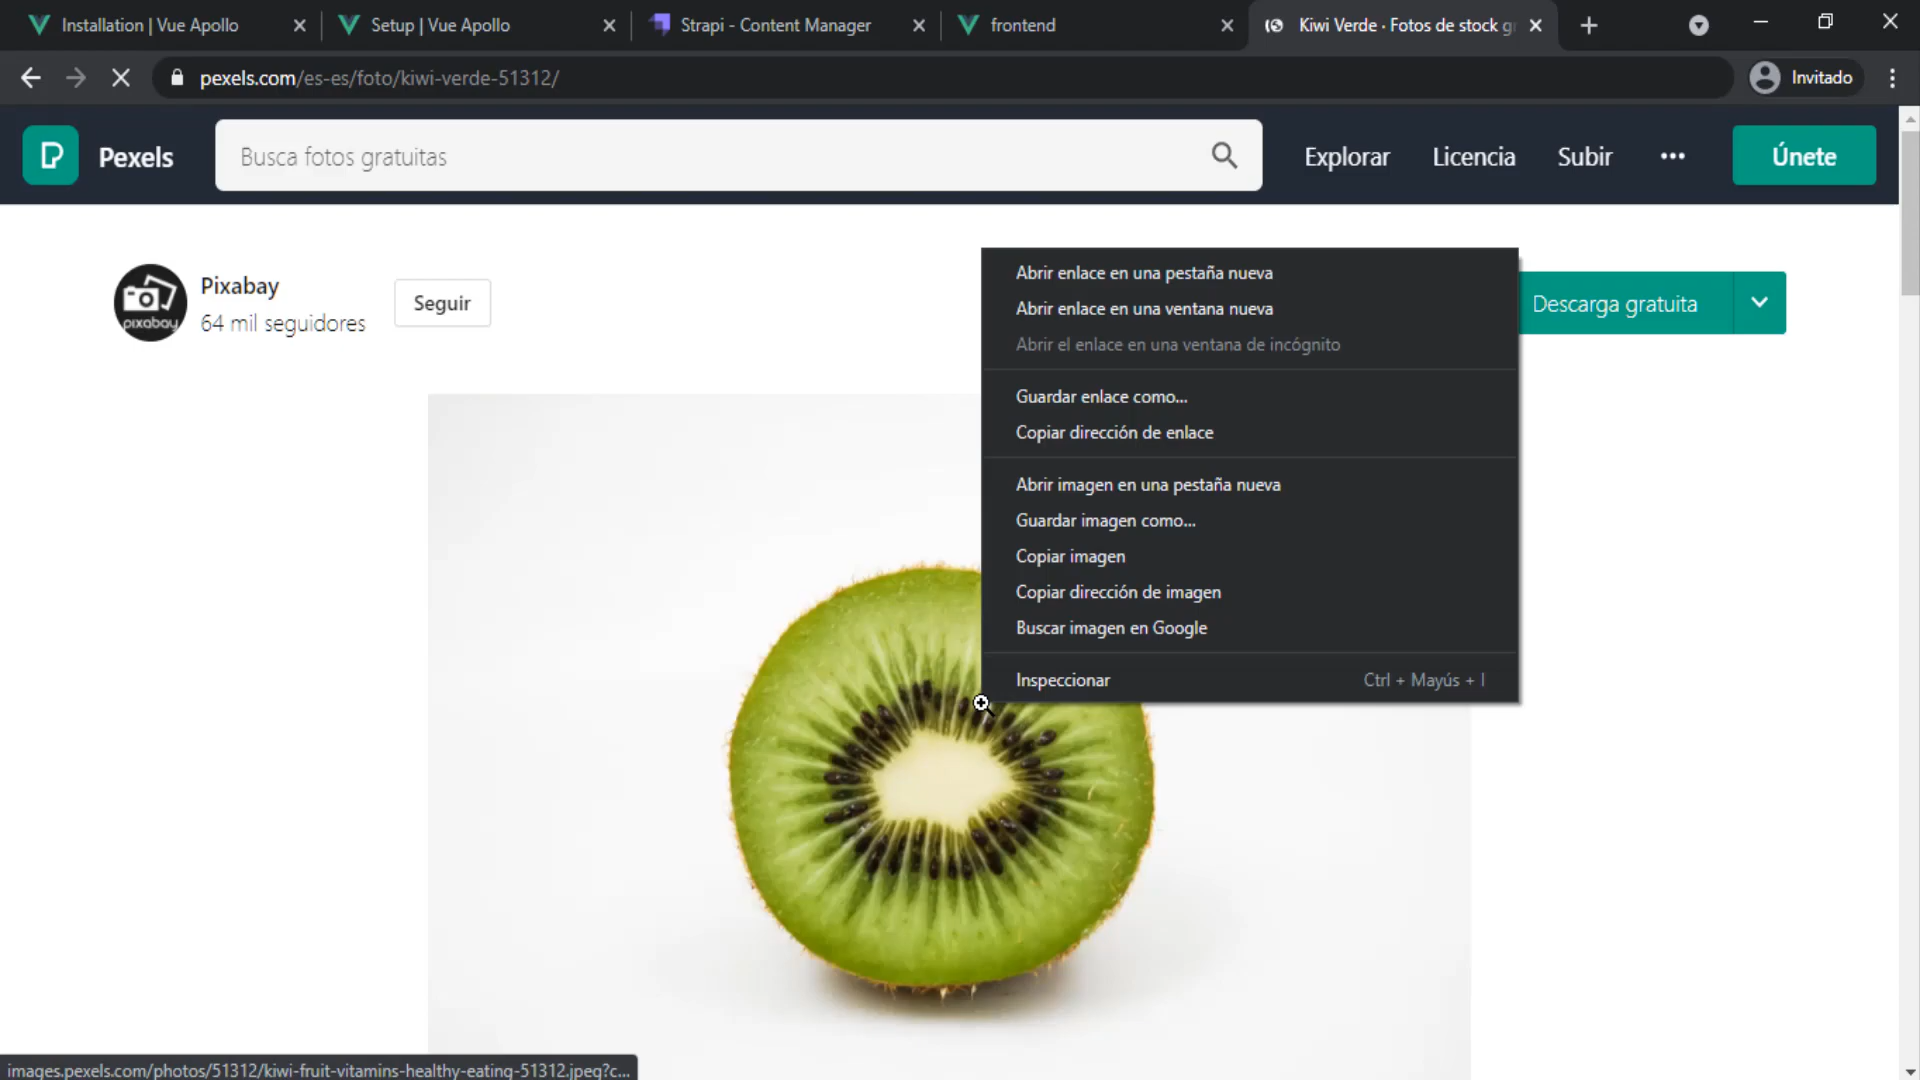 Installation | Vue Apollo
Setup | Vue Apollo
Strapi - Content Manager
frontend
Kiwi Verde · Fotos de stock gr
pexels.com/es-es/foto/kiwi-verde-51312/
Invitado
Pexels
Busca fotos gratuitas
Explorar
Licencia
Subir
Únete
Pixabay
64 mil seguidores
pixabay
Seguir
Descarga gratuita
Abrir enlace en una pestaña nueva
Abrir enlace en una ventana nueva
Abrir el enlace en una ventana de incógnito
Guardar enlace como...
Copiar dirección de enlace
Abrir imagen en una pestaña nueva
Guardar imagen como...
Copiar imagen
Copiar dirección de imagen
Buscar imagen en Google
Inspeccionar Ctrl + Mayús + I
images.pexels.com/photos/51312/kiwi-fruit-vitamins-healthy-eating-51312.jpeg?c...